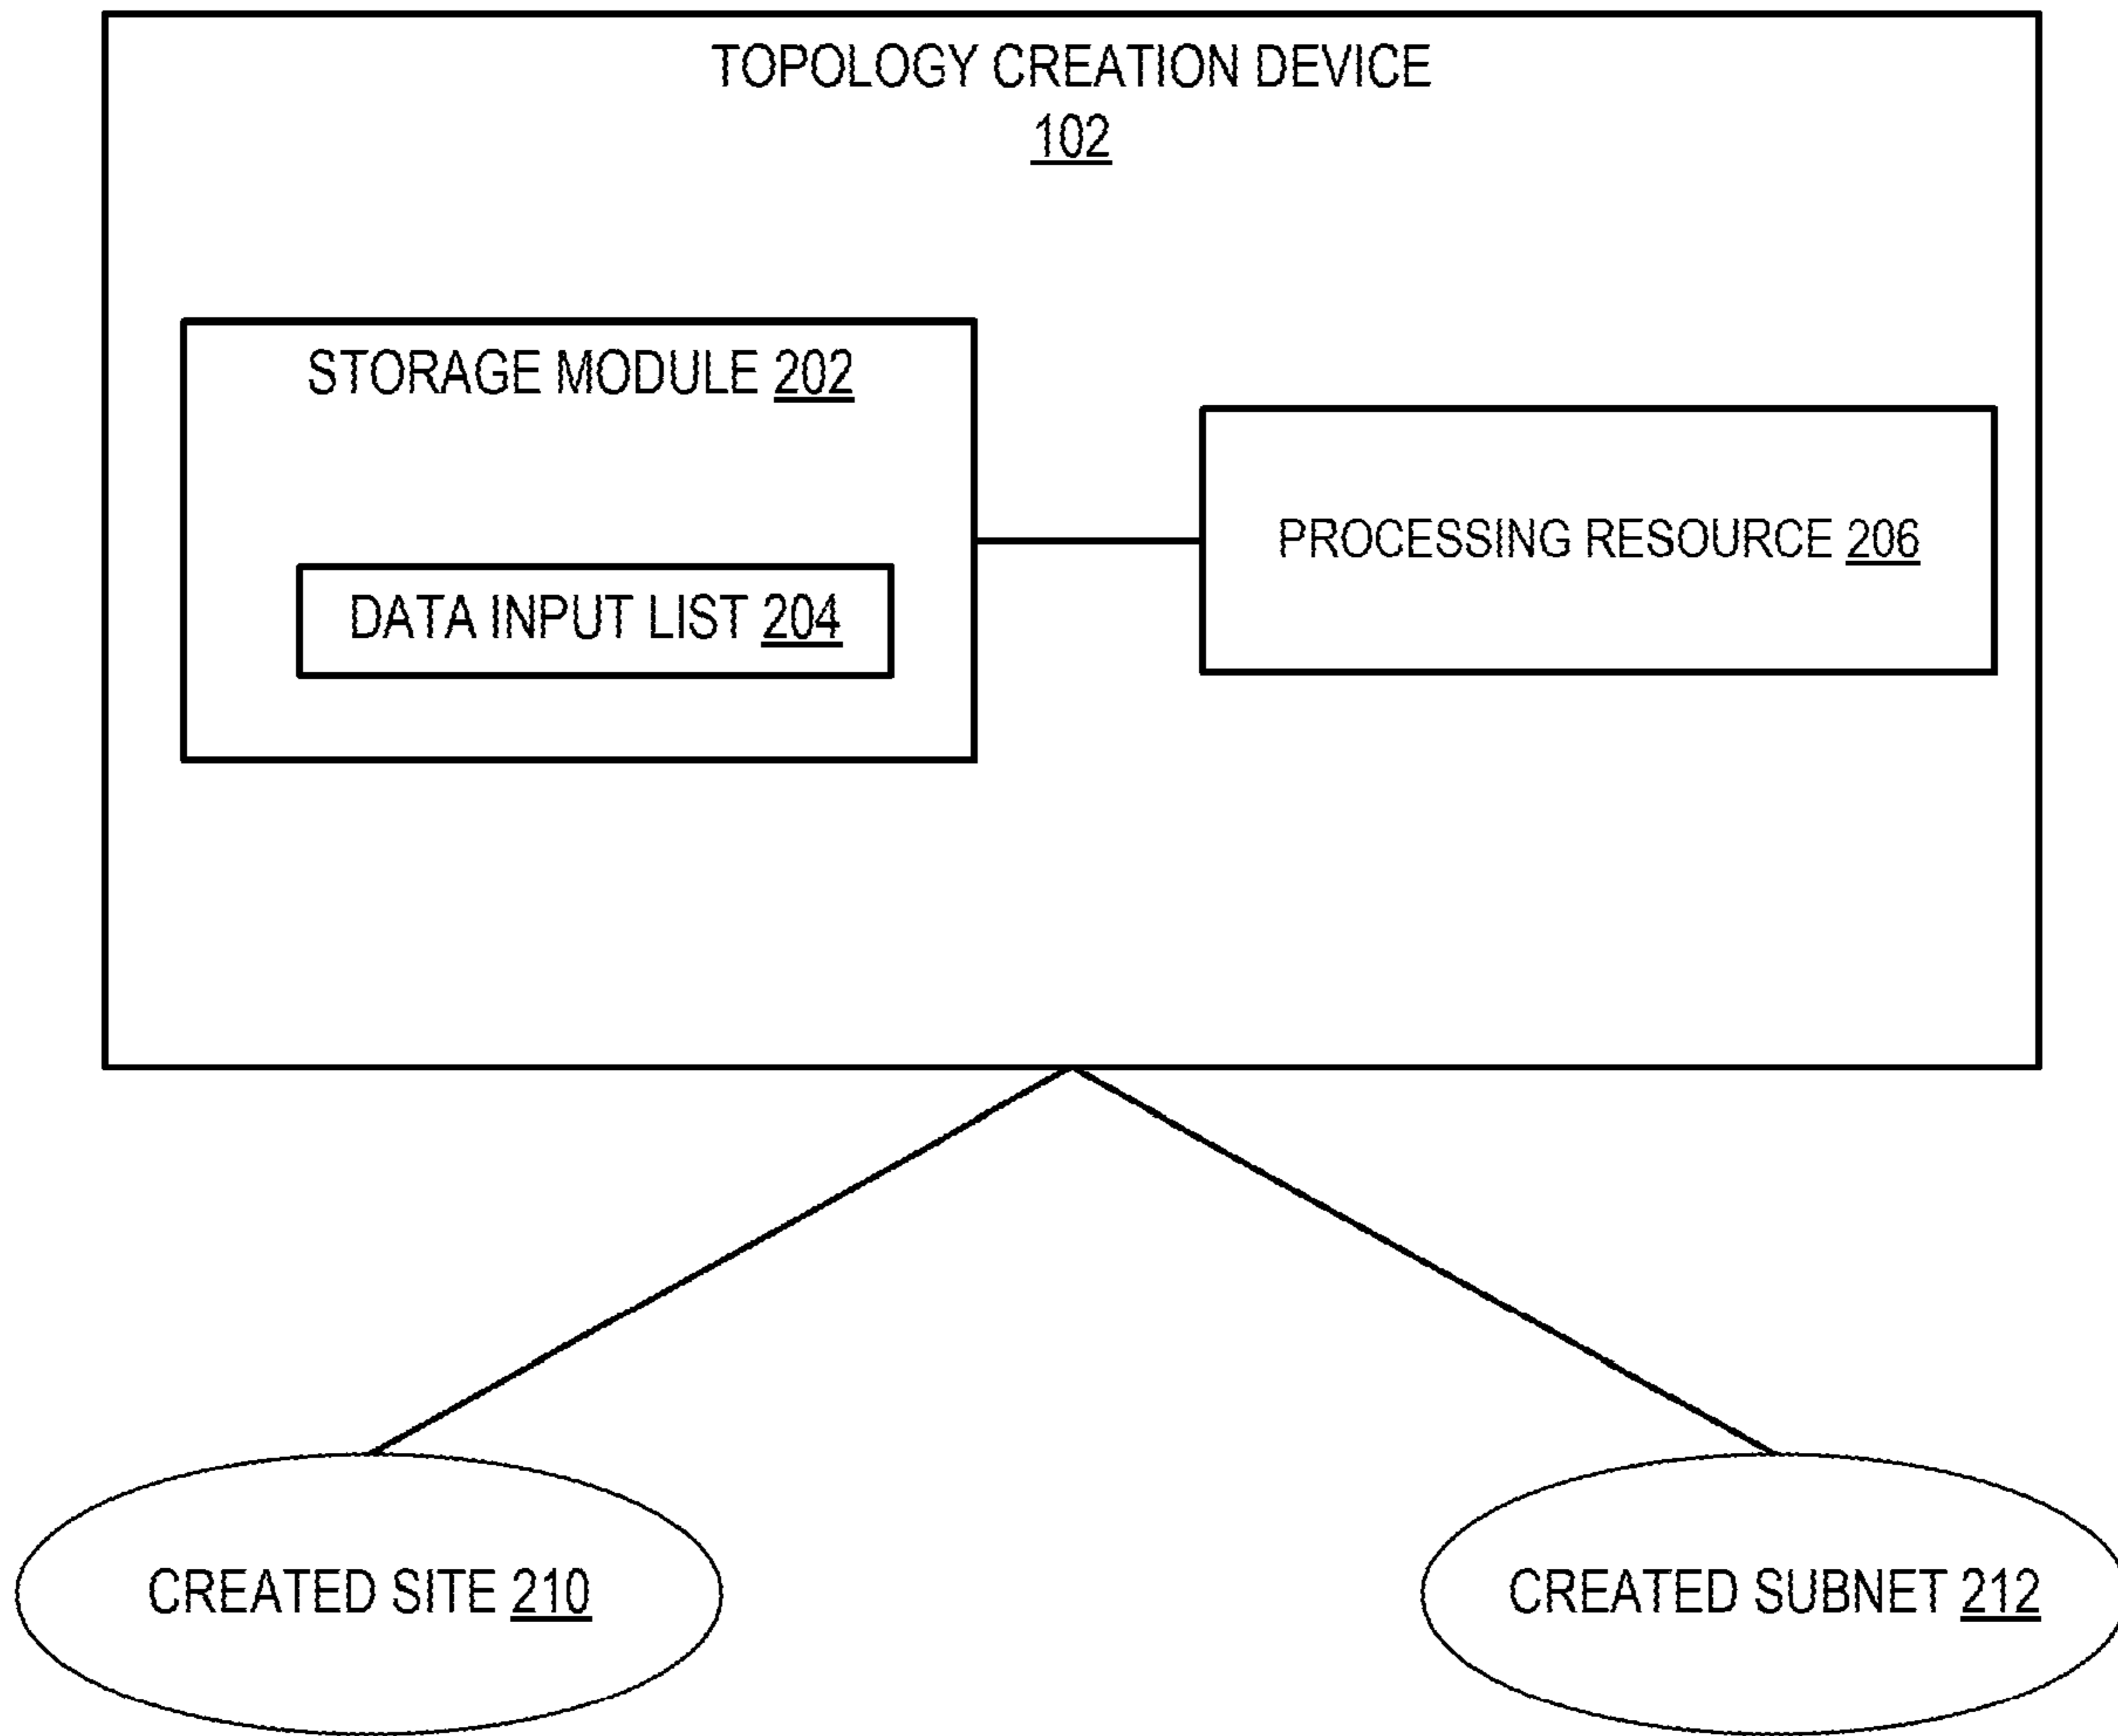 TOPOLOGY CREATION DEVICE
102
STORAGE MODULE 202
DATA INPUT LIST 204
PROCESSING RESOURCE 206
CREATED SITE 210
CREATED SUBNET 212